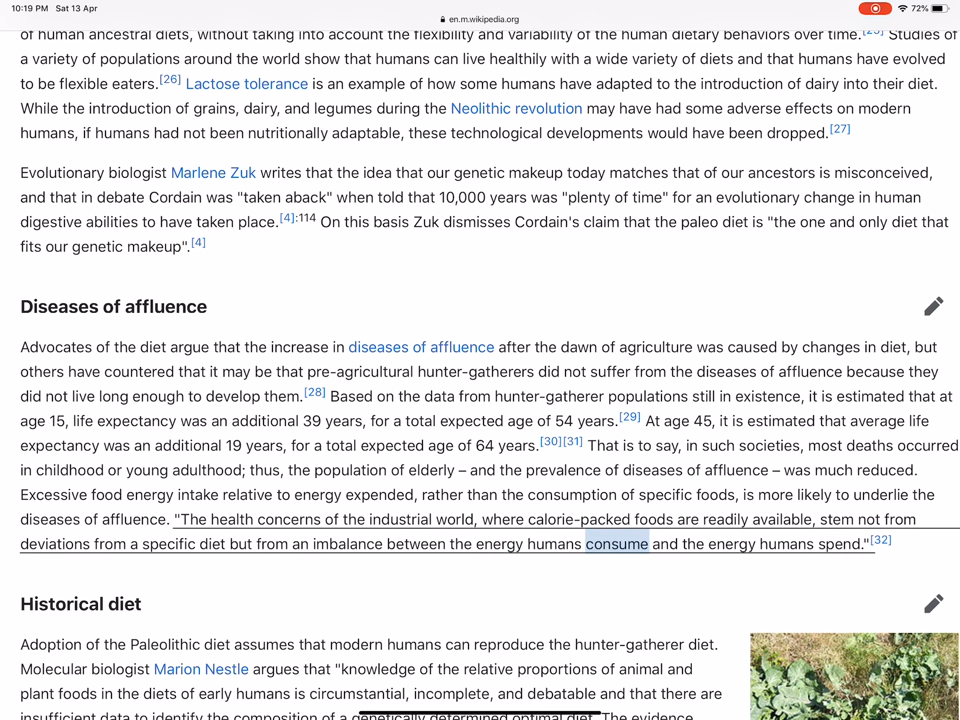 10:19 PM Sat 13 Apr
72%
en.m.wikipedia.org
of human ancestral diets, without taking into account the flexibility and variability of the human dietary behaviors over time.[25] Studies of
a variety of populations around the world show that humans can live healthily with a wide variety of diets and that humans have evolved
to be flexible eaters.[26] Lactose tolerance is an example of how some humans have adapted to the introduction of dairy into their diet.
While the introduction of grains, dairy, and legumes during the Neolithic revolution may have had some adverse effects on modern
humans, if humans had not been nutritionally adaptable, these technological developments would have been dropped.[27]
Evolutionary biologist Marlene Zuk writes that the idea that our genetic makeup today matches that of our ancestors is misconceived,
and that in debate Cordain was "taken aback" when told that 10,000 years was "plenty of time" for an evolutionary change in human
digestive abilities to have taken place.[4]:114 On this basis Zuk dismisses Cordain's claim that the paleo diet is "the one and only diet that
fits our genetic makeup".[4]
Diseases of affluence
Advocates of the diet argue that the increase in diseases of affluence after the dawn of agriculture was caused by changes in diet, but
others have countered that it may be that pre-agricultural hunter-gatherers did not suffer from the diseases of affluence because they
did not live long enough to develop them.[28] Based on the data from hunter-gatherer populations still in existence, it is estimated that at
age 15, life expectancy was an additional 39 years, for a total expected age of 54 years.[29] At age 45, it is estimated that average life
expectancy was an additional 19 years, for a total expected age of 64 years.[30][31] That is to say, in such societies, most deaths occurred
in childhood or young adulthood; thus, the population of elderly – and the prevalence of diseases of affluence – was much reduced.
Excessive food energy intake relative to energy expended, rather than the consumption of specific foods, is more likely to underlie the
diseases of affluence. "The health concerns of the industrial world, where calorie-packed foods are readily available, stem not from
deviations from a specific diet but from an imbalance between the energy humans consume and the energy humans spend."[32]
Historical diet
Adoption of the Paleolithic diet assumes that modern humans can reproduce the hunter-gatherer diet.
Molecular biologist Marion Nestle argues that "knowledge of the relative proportions of animal and
plant foods in the diets of early humans is circumstantial, incomplete, and debatable and that there are
insufficient data to identify the composition of a genetically determined optimal diet. The evidence